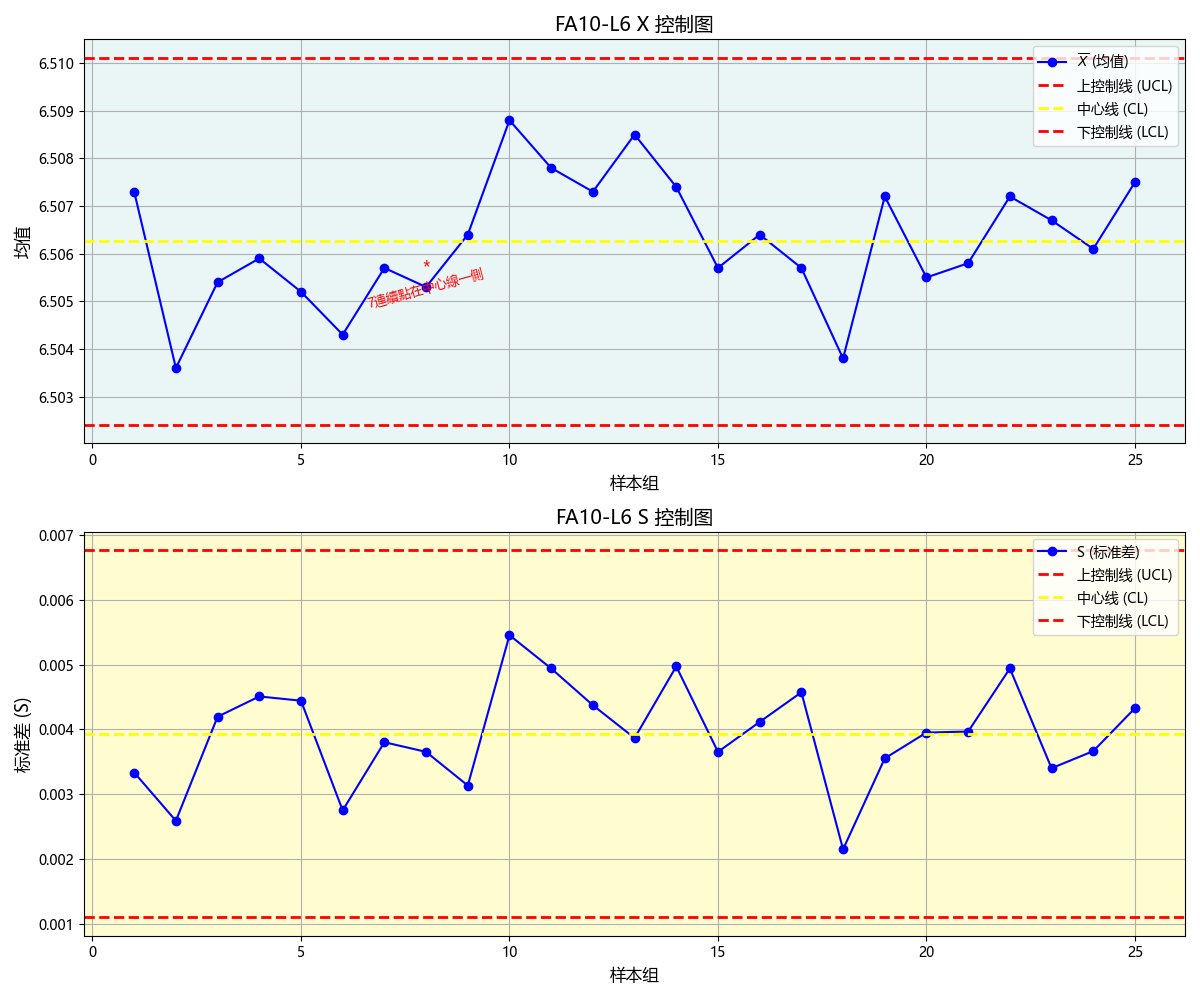 FA10-L6 X 控制图
6.510
6.509
6.508
6.507
6.506
6.505
6.504
6.503
均值
X (均值)
上控制线 (UCL)
中心线 (CL)
下控制线 (LCL)
*
7連續點在中心線一側
0 5 10 15 20 25
样本组
FA10-L6 S 控制图
0.007
0.006
0.005
0.004
0.003
0.002
0.001
标准差 (S)
S (标准差)
上控制线 (UCL)
中心线 (CL)
下控制线 (LCL)
0 5 10 15 20 25
样本组